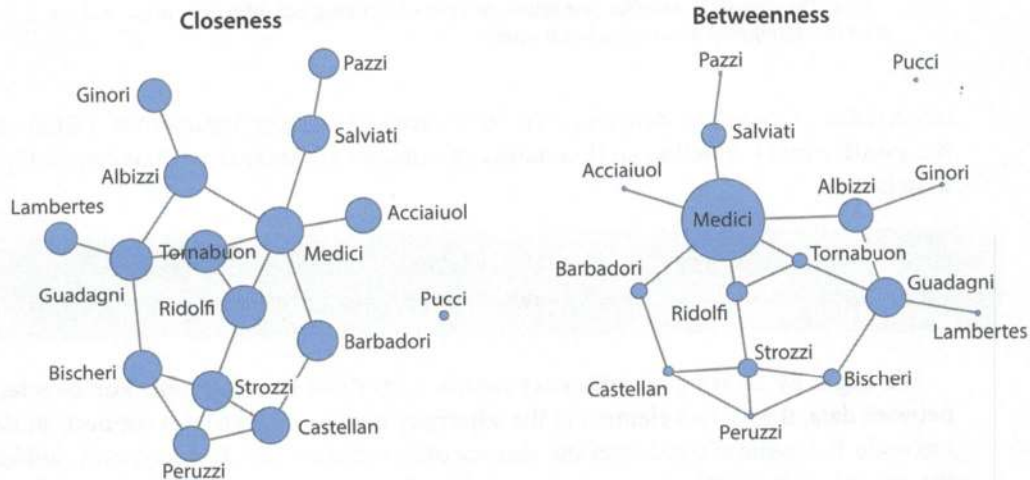 Closeness
Pazzi
Ginori
Salviati
Albizzi
Lambertes
Acciaiuol
Tornabuon
Medici
Guadagni
Ridolfi
Pucci
Barbadori
Bischeri
Strozzi
Castellan
Peruzzi
Betweenness
Pazzi
Pucci
Salviati
Acciaiuol
Albizzi
Ginori
Medici
Tornabuon
Barbadori
Guadagni
Ridolfi
Lambertes
Strozzi
Castellan
Bischeri
Peruzzi